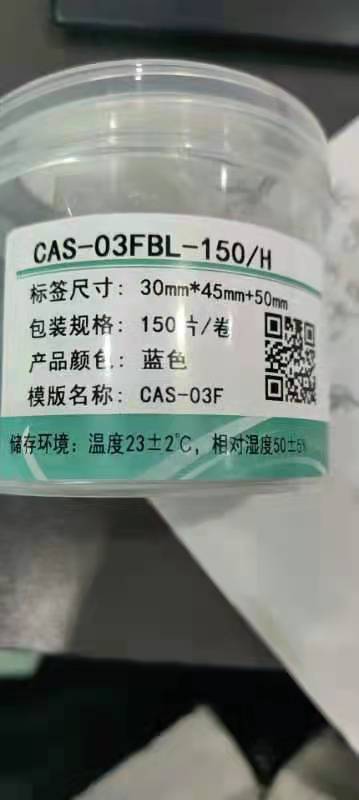 CAS-03FBL-150/H
标签尺寸: 30mm*45mm+50mm
包装规格: 150片/卷
产品颜色: 蓝色
模版名称: CAS-03F
储存环境: 温度23±2℃, 相对湿度50±5%